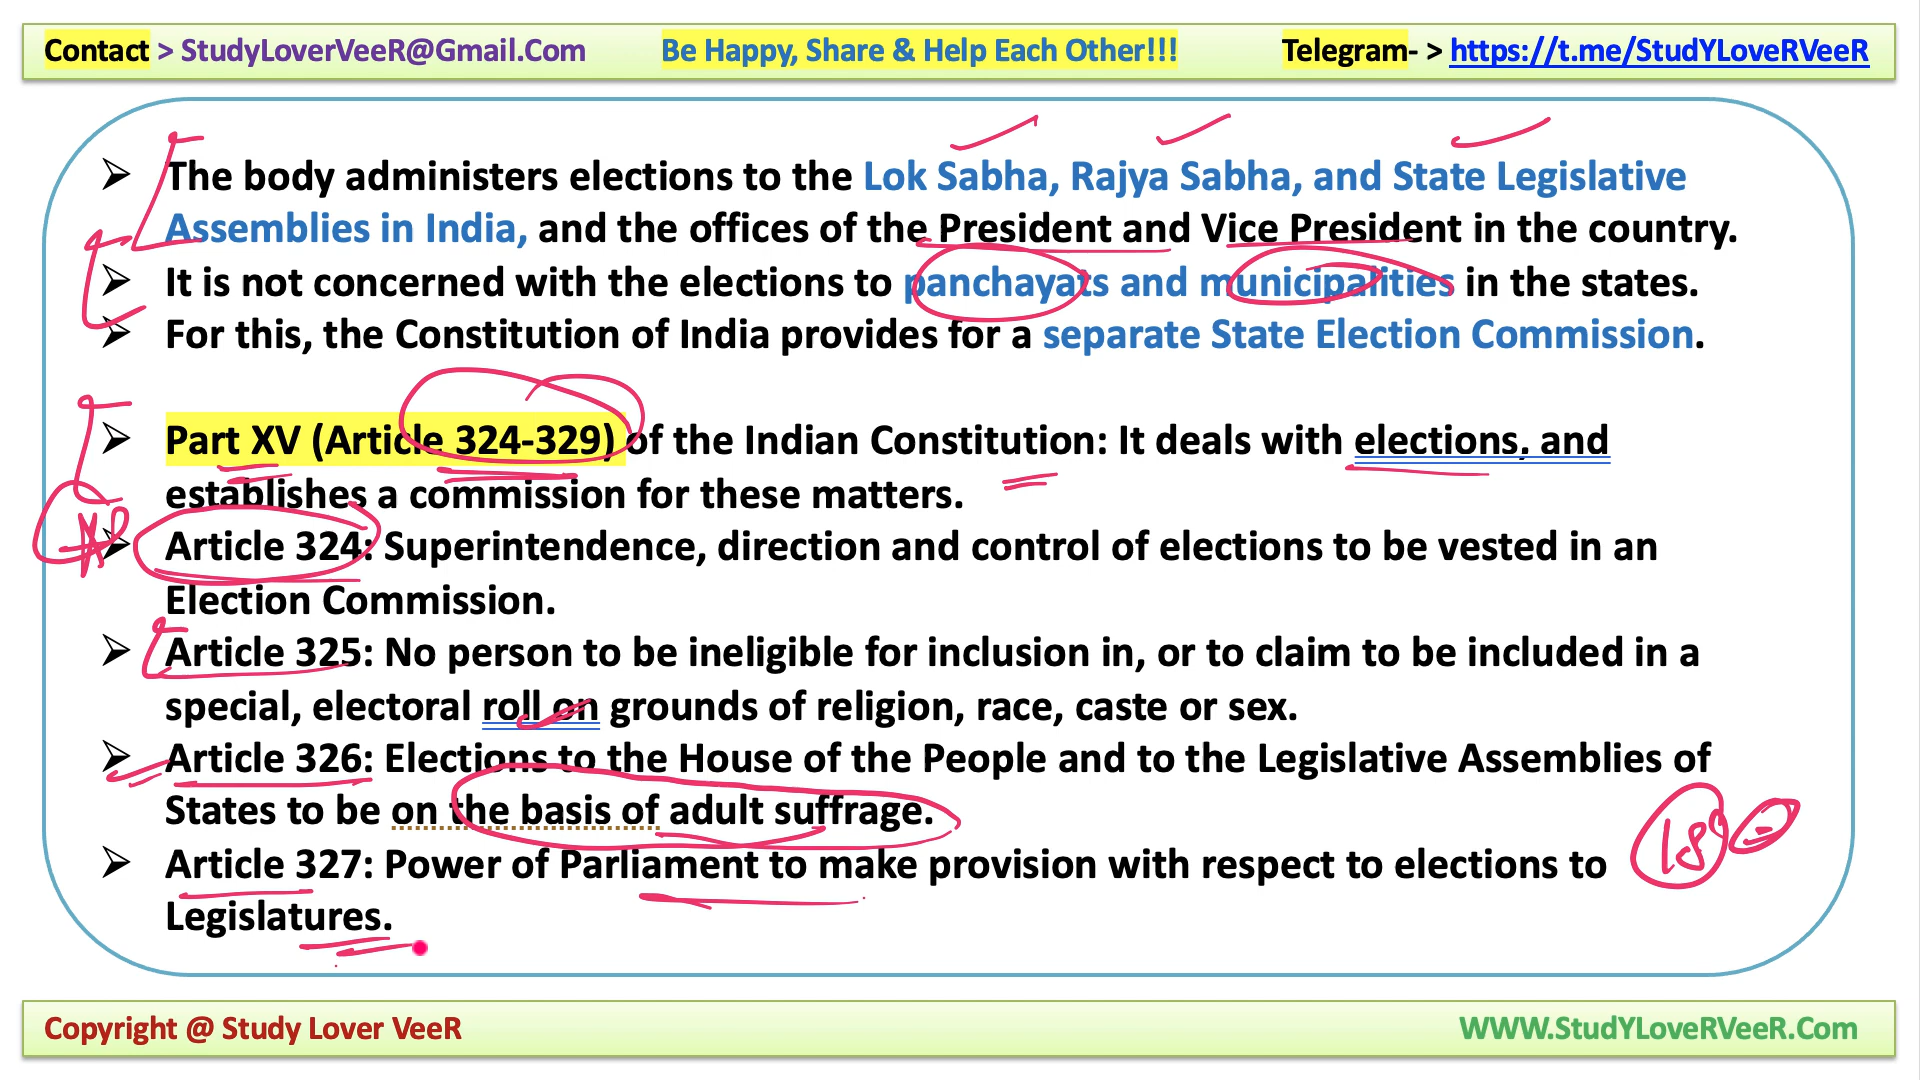 Contact > StudyLoverVeeR@Gmail.Com Be Happy, Share & Help Each Other!!! Telegram- > https://t.me/StudYLoveRVeeR
The body administers elections to the Lok Sabha, Rajya Sabha, and State Legislative
Assemblies in India, and the offices of the President and Vice President in the country.
It is not concerned with the elections to panchayats and municipalities in the states.
For this, the Constitution of India provides for a separate State Election Commission.
Part XV (Article 324-329) of the Indian Constitution: It deals with elections, and
establishes a commission for these matters.
Article 324: Superintendence, direction and control of elections to be vested in an
Election Commission.
Article 325: No person to be ineligible for inclusion in, or to claim to be included in a
special, electoral roll on grounds of religion, race, caste or sex.
Article 326: Elections to the House of the People and to the Legislative Assemblies of
States to be on the basis of adult suffrage.
18
Article 327: Power of Parliament to make provision with respect to elections to
Legislatures.
Copyright @ Study Lover VeeR WWW.StudYLoveRVeeR.Com